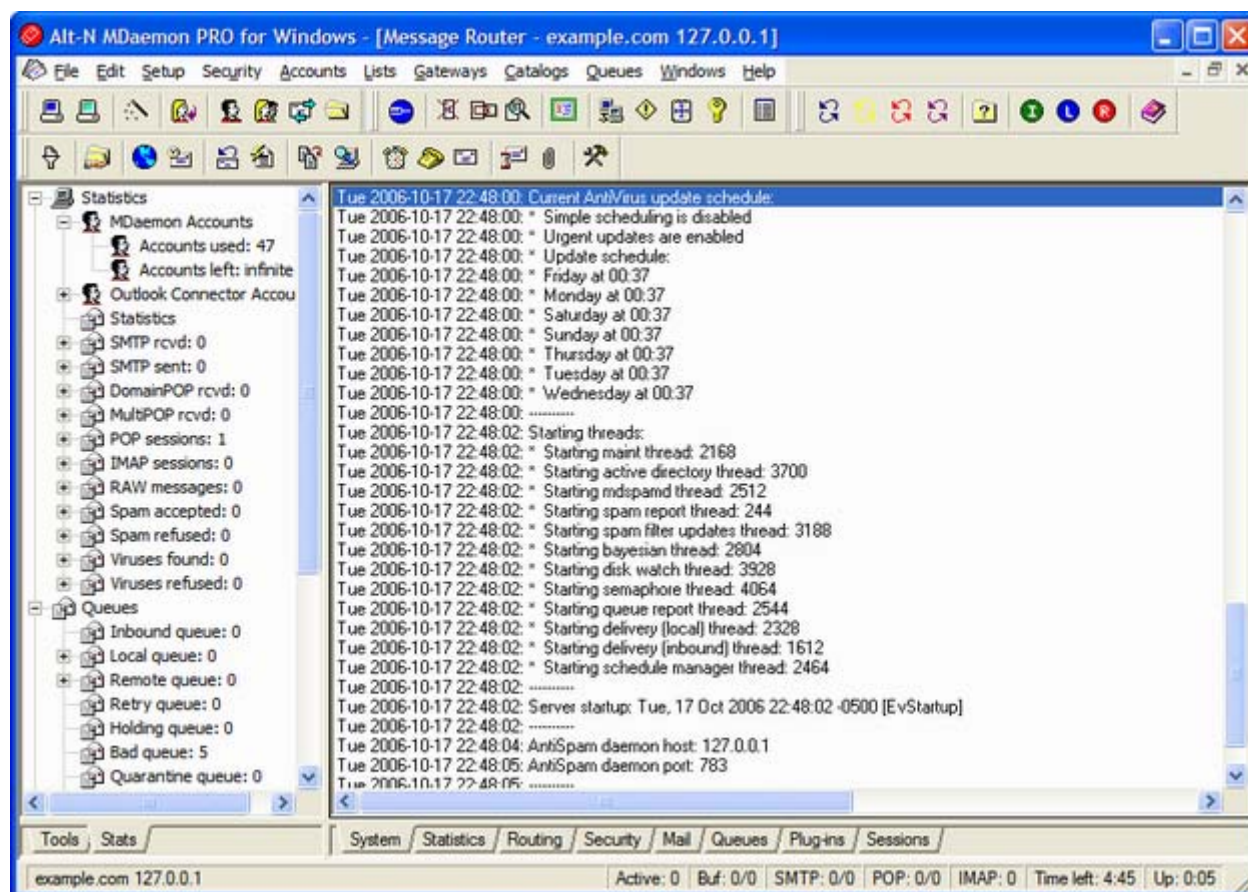 Alt-N MDaemon PRO for Windows - [Message Router - example.com 127.0.0.1]
File Edit Setup Security Accounts Lists Gateways Catalogs Queues Windows Help
Statistics
MDaemon Accounts
Accounts used: 47
Accounts left: infinite
Outlook Connector Accou
Statistics
SMTP rcvd: 0
SMTP sent: 0
DomainPOP rcvd: 0
MultiPOP rcvd: 0
POP sessions: 1
IMAP sessions: 0
RAW messages: 0
Spam accepted: 0
Spam refused: 0
Viruses found: 0
Viruses refused: 0
Queues
Inbound queue: 0
Local queue: 0
Remote queue: 0
Retry queue: 0
Holding queue: 0
Bad queue: 5
Quarantine queue: 0
Tools Stats
Tue 2006-10-17 22:48:00: Current AntiVirus update schedule:
Tue 2006-10-17 22:48:00: * Simple scheduling is disabled
Tue 2006-10-17 22:48:00: * Urgent updates are enabled
Tue 2006-10-17 22:48:00: * Update schedule:
Tue 2006-10-17 22:48:00: * Friday at 00:37
Tue 2006-10-17 22:48:00: * Monday at 00:37
Tue 2006-10-17 22:48:00: * Saturday at 00:37
Tue 2006-10-17 22:48:00: * Sunday at 00:37
Tue 2006-10-17 22:48:00: * Thursday at 00:37
Tue 2006-10-17 22:48:00: * Tuesday at 00:37
Tue 2006-10-17 22:48:00: * Wednesday at 00:37
Tue 2006-10-17 22:48:00: ----------
Tue 2006-10-17 22:48:02: Starting threads:
Tue 2006-10-17 22:48:02: * Starting maint thread: 2168
Tue 2006-10-17 22:48:02: * Starting active directory thread: 3700
Tue 2006-10-17 22:48:02: * Starting mdspamd thread: 2512
Tue 2006-10-17 22:48:02: * Starting spam report thread: 244
Tue 2006-10-17 22:48:02: * Starting spam filter updates thread: 3188
Tue 2006-10-17 22:48:02: * Starting bayesian thread: 2804
Tue 2006-10-17 22:48:02: * Starting disk watch thread: 3928
Tue 2006-10-17 22:48:02: * Starting semaphore thread: 4064
Tue 2006-10-17 22:48:02: * Starting queue report thread: 2544
Tue 2006-10-17 22:48:02: * Starting delivery (local) thread: 2328
Tue 2006-10-17 22:48:02: * Starting delivery (inbound) thread: 1612
Tue 2006-10-17 22:48:02: * Starting schedule manager thread: 2464
Tue 2006-10-17 22:48:02: ----------
Tue 2006-10-17 22:48:02: Server startup: Tue, 17 Oct 2006 22:48:02 -0500 [EvStartup]
Tue 2006-10-17 22:48:02: ----------
Tue 2006-10-17 22:48:04: AntiSpam daemon host: 127.0.0.1
Tue 2006-10-17 22:48:05: AntiSpam daemon port: 783
Tue 2006-10-17 22:48:05: ----------
System Statistics Routing Security Mail Queues Plug-ins Sessions
example.com 127.0.0.1 Active: 0 Buf: 0/0 SMTP: 0/0 POP: 0/0 IMAP: 0 Time left: 4:45 Up: 0:05